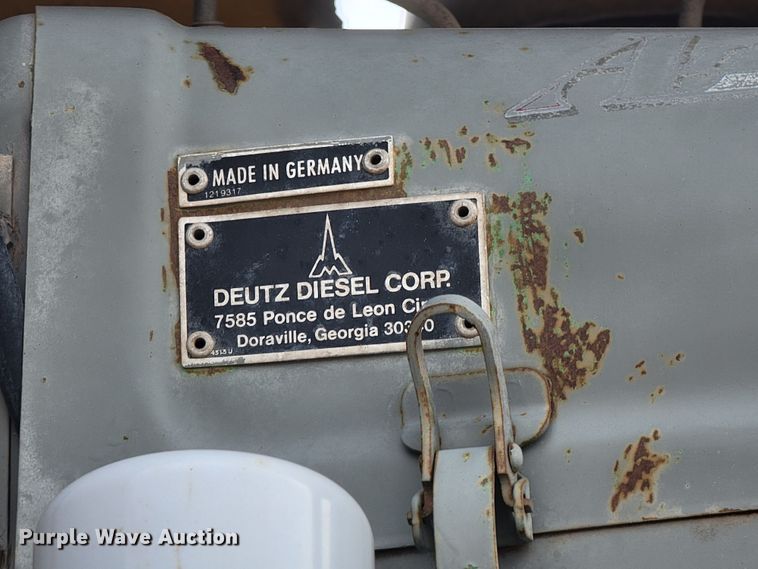 MADE IN GERMANY
1219317
DEUTZ DIESEL CORP.
7585 Ponce de Leon
Doraville, Georgia
Purple Wave Auction